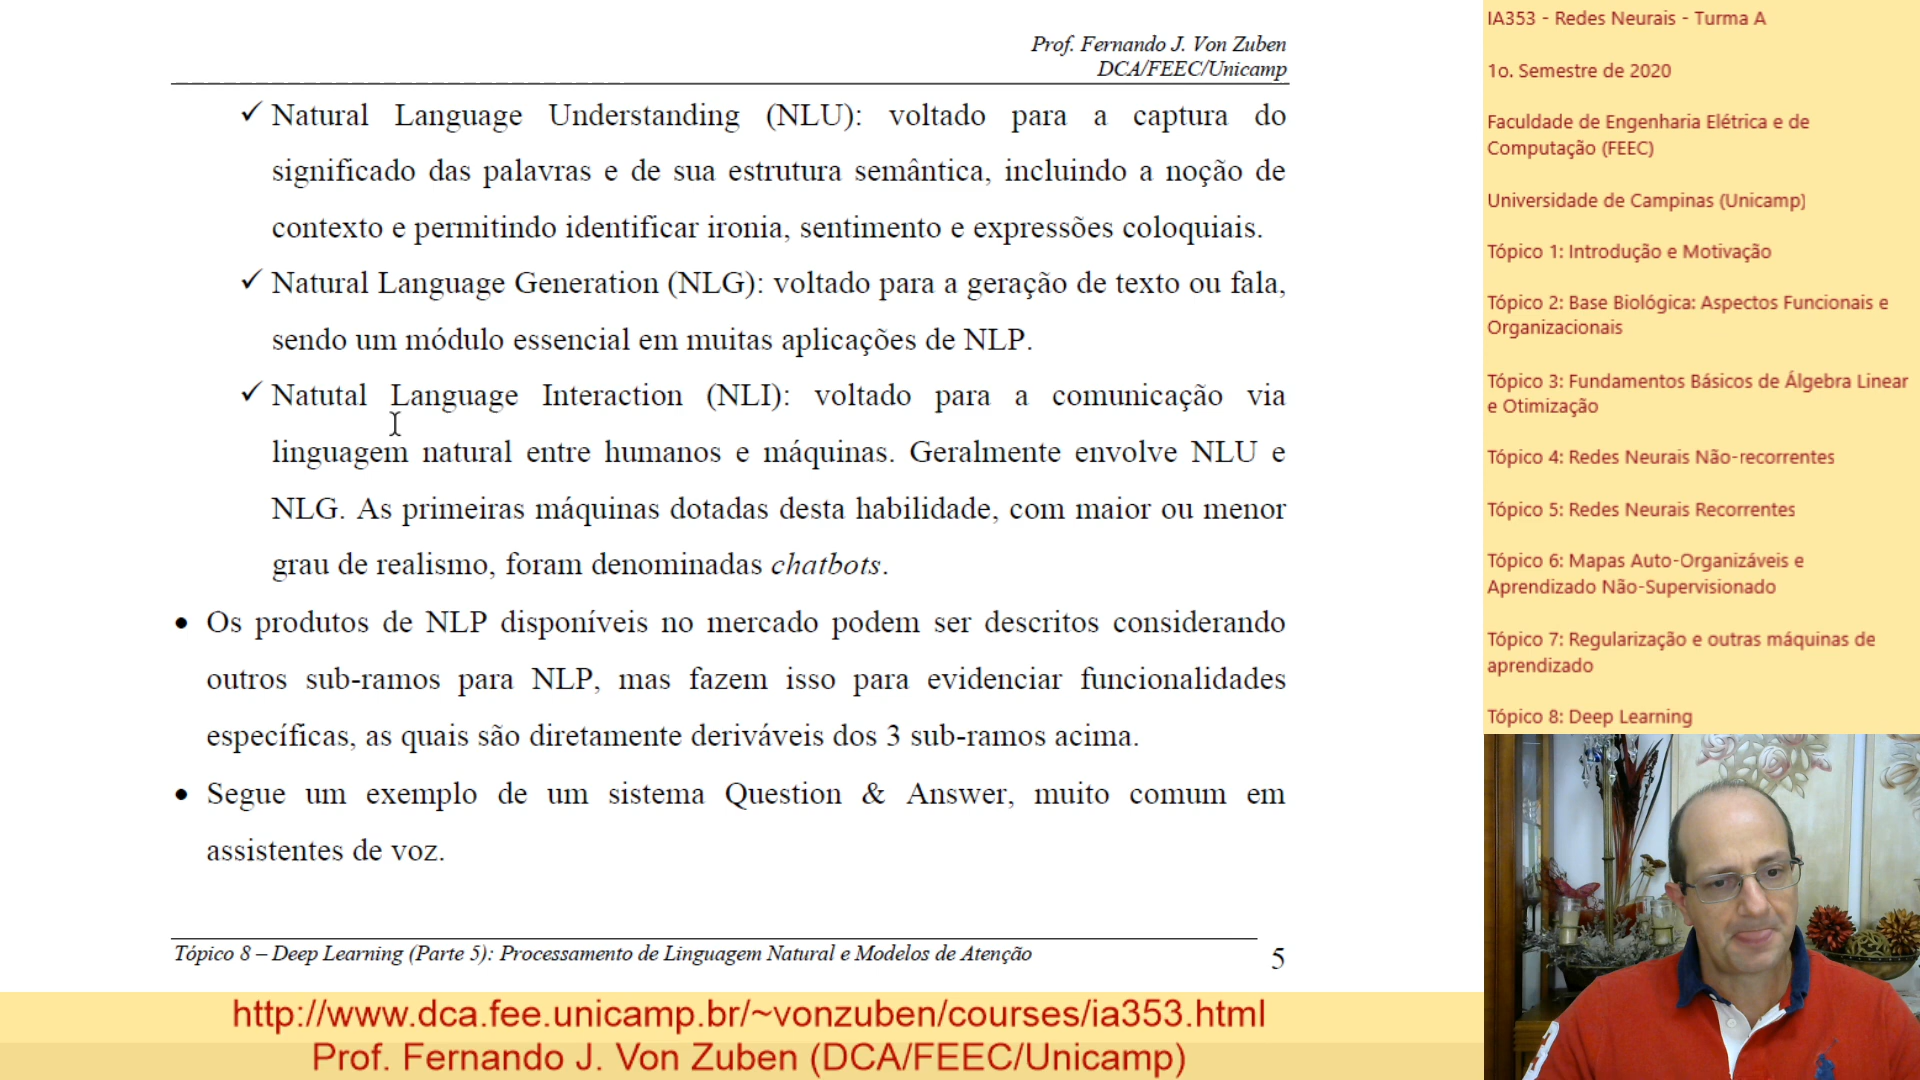 Prof. Fernando J. Von Zuben
DCA/FEEC/Unicamp
✓ Natural Language Understanding (NLU): voltado para a captura do
significado das palavras e de sua estrutura semântica, incluindo a noção de
contexto e permitindo identificar ironia, sentimento e expressões coloquiais.
✓ Natural Language Generation (NLG): voltado para a geração de texto ou fala,
sendo um módulo essencial em muitas aplicações de NLP.
✓ Natutal Language Interaction (NLI): voltado para a comunicação via
linguagem natural entre humanos e máquinas. Geralmente envolve NLU e
NLG. As primeiras máquinas dotadas desta habilidade, com maior ou menor
grau de realismo, foram denominadas chatbots.
• Os produtos de NLP disponíveis no mercado podem ser descritos considerando
outros sub-ramos para NLP, mas fazem isso para evidenciar funcionalidades
específicas, as quais são diretamente deriváveis dos 3 sub-ramos acima.
• Segue um exemplo de um sistema Question & Answer, muito comum em
assistentes de voz.
Tópico 8 – Deep Learning (Parte 5): Processamento de Linguagem Natural e Modelos de Atenção
5
http://www.dca.fee.unicamp.br/~vonzuben/courses/ia353.html
Prof. Fernando J. Von Zuben (DCA/FEEC/Unicamp)
IA353 - Redes Neurais - Turma A
1o. Semestre de 2020
Faculdade de Engenharia Elétrica e de
Computação (FEEC)
Universidade de Campinas (Unicamp)
Tópico 1: Introdução e Motivação
Tópico 2: Base Biológica: Aspectos Funcionais e
Organizacionais
Tópico 3: Fundamentos Básicos de Álgebra Linear
e Otimização
Tópico 4: Redes Neurais Não-recorrentes
Tópico 5: Redes Neurais Recorrentes
Tópico 6: Mapas Auto-Organizáveis e
Aprendizado Não-Supervisionado
Tópico 7: Regularização e outras máquinas de
aprendizado
Tópico 8: Deep Learning